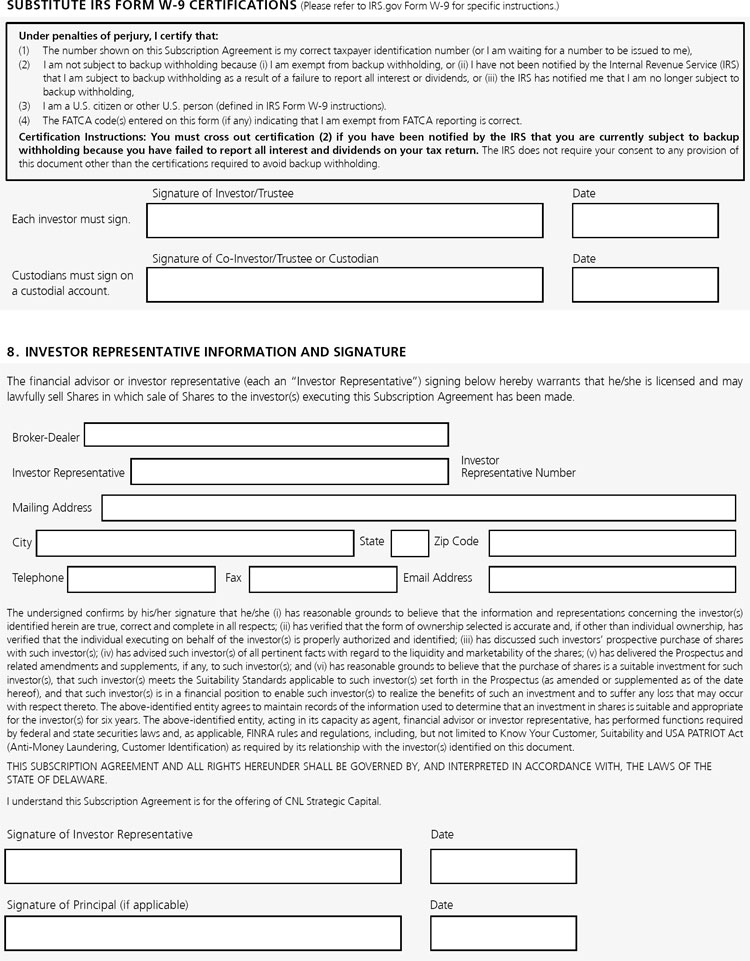 SUBSTITUTE IRS FORM W-9 CERTIFICATIONS (Please refer to IRS.gov Form W-9 for specific instructions.)
Under penalties of perjury, I certify that:
(1) The number shown on this Subscription Agreement is my correct taxpayer identification number (or I am waiting for a number to be issued to me),
(2) I am not subject to backup withholding because (i) I am exempt from backup withholding, or (ii) I have not been notified by the Internal Revenue Service (IRS)
that I am subject to backup withholding as a result of a failure to report all interest or dividends, or (iii) the IRS has notified me that I am no longer subject to
backup withholding,
(3) I am a U.S. citizen or other U.S. person (defined in IRS Form W-9 instructions).
(4) The FATCA code(s) entered on this form (if any) indicating that I am exempt from FATCA reporting is correct.
Certification Instructions: You must cross out certification (2) if you have been notified by the IRS that you are currently subject to backup
withholding because you have failed to report all interest and dividends on your tax return. The IRS does not require your consent to any provision of
this document other than the certifications required to avoid backup withholding.
Signature of Investor/Trustee Date
Each investor must sign.
Signature of Co-Investor/Trustee or Custodian Date
Custodians must sign on
a custodial account.
8. INVESTOR REPRESENTATIVE INFORMATION AND SIGNATURE
The financial advisor or investor representative (each an “Investor Representative”) signing below hereby warrants that he/she is licensed and may
lawfully sell Shares in which sale of Shares to the investor(s) executing this Subscription Agreement has been made.
Broker-Dealer
Investor Representative Investor
Representative Number
Mailing Address
City State Zip Code
Telephone Fax Email Address
The undersigned confirms by his/her signature that he/she (i) has reasonable grounds to believe that the information and representations concerning the investor(s)
identified herein are true, correct and complete in all respects; (ii) has verified that the form of ownership selected is accurate and, if other than individual ownership, has
verified that the individual executing on behalf of the investor(s) is properly authorized and identified; (iii) has discussed such investors’ prospective purchase of shares
with such investor(s); (iv) has advised such investor(s) of all pertinent facts with regard to the liquidity and marketability of the shares; (v) has delivered the Prospectus and
related amendments and supplements, if any, to such investor(s); and (vi) has reasonable grounds to believe that the purchase of shares is a suitable investment for such
investor(s), that such investor(s) meets the Suitability Standards applicable to such investor(s) set forth in the Prospectus (as amended or supplemented as of the date
hereof), and that such investor(s) is in a financial position to enable such investor(s) to realize the benefits of such an investment and to suffer any loss that may occur
with respect thereto. The above-identified entity agrees to maintain records of the information used to determine that an investment in shares is suitable and appropriate
for the investor(s) for six years. The above-identified entity, acting in its capacity as agent, financial advisor or investor representative, has performed functions required
by federal and state securities laws and, as applicable, FINRA rules and regulations, including, but not limited to Know Your Customer, Suitability and USA PATRIOT Act
(Anti-Money Laundering, Customer Identification) as required by its relationship with the investor(s) identified on this document.
THIS SUBSCRIPTION AGREEMENT AND ALL RIGHTS HEREUNDER SHALL BE GOVERNED BY, AND INTERPRETED IN ACCORDANCE WITH, THE LAWS OF THE
STATE OF DELAWARE.
I understand this Subscription Agreement is for the offering of CNL Strategic Capital.
Signature of Investor Representative Date
Signature of Principal (if applicable) Date